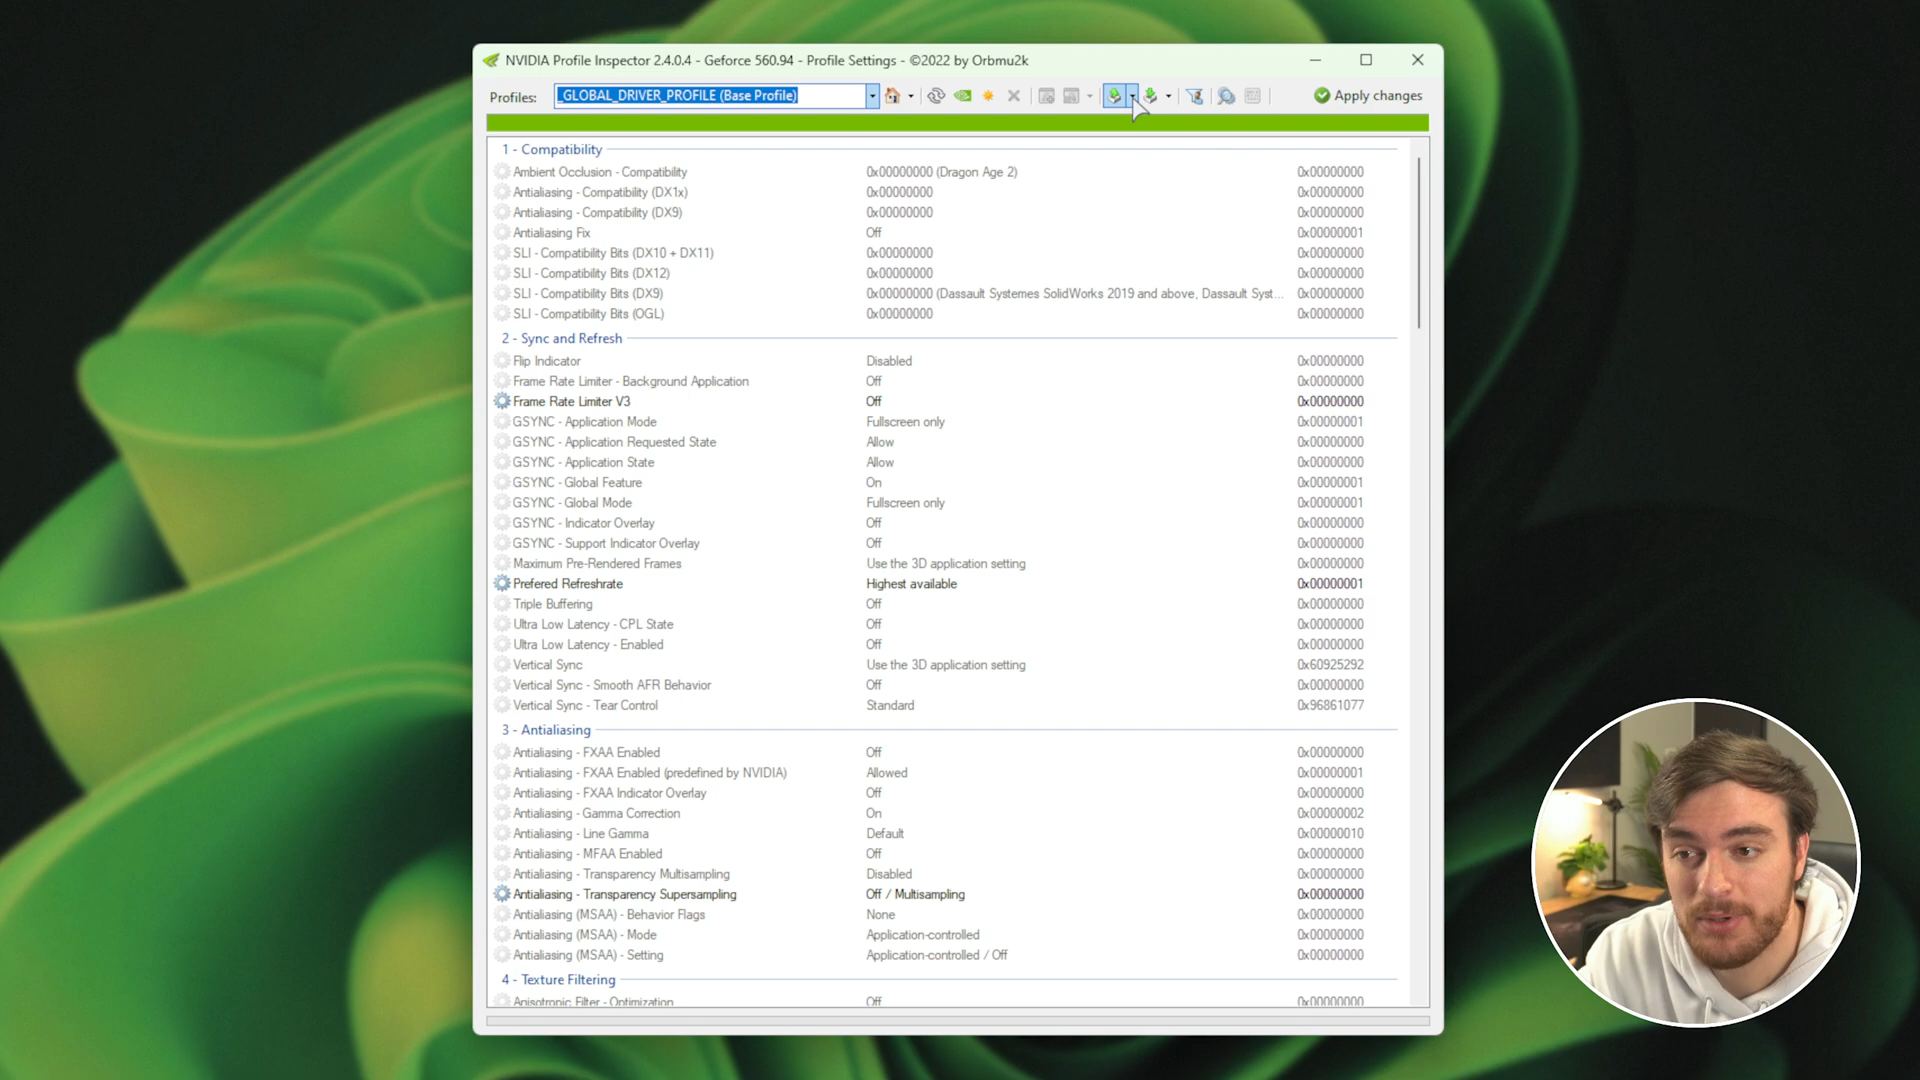 NVIDIA Profile Inspector 2.4.0.4 - Geforce 560.94 - Profile Settings - ©2022 by Orbmu2k
Profiles: _GLOBAL_DRIVER_PROFILE (Base Profile) Apply changes
1 - Compatibility
Ambient Occlusion - Compatibility 0x00000000 (Dragon Age 2) 0x00000000
Antialiasing - Compatibility (DX1x) 0x00000000 0x00000000
Antialiasing - Compatibility (DX9) 0x00000000 0x00000000
Antialiasing Fix Off 0x00000001
SLI - Compatibility Bits (DX10 + DX11) 0x00000000 0x00000000
SLI - Compatibility Bits (DX12) 0x00000000 0x00000000
SLI - Compatibility Bits (DX9) 0x00000000 (Dassault Systemes SolidWorks 2019 and above, Dassault Syst... 0x00000000
SLI - Compatibility Bits (OGL) 0x00000000 0x00000000
2 - Sync and Refresh
Flip Indicator Disabled 0x00000000
Frame Rate Limiter - Background Application Off 0x00000000
Frame Rate Limiter V3 Off 0x00000000
GSYNC - Application Mode Fullscreen only 0x00000001
GSYNC - Application Requested State Allow 0x00000000
GSYNC - Application State Allow 0x00000000
GSYNC - Global Feature On 0x00000001
GSYNC - Global Mode Fullscreen only 0x00000001
GSYNC - Indicator Overlay Off 0x00000000
GSYNC - Support Indicator Overlay Off 0x00000000
Maximum Pre-Rendered Frames Use the 3D application setting 0x00000000
Prefered Refreshrate Highest available 0x00000001
Triple Buffering Off 0x00000000
Ultra Low Latency - CPL State Off 0x00000000
Ultra Low Latency - Enabled Off 0x00000000
Vertical Sync Use the 3D application setting 0x60925292
Vertical Sync - Smooth AFR Behavior Off 0x00000000
Vertical Sync - Tear Control Standard 0x96861077
3 - Antialiasing
Antialiasing - FXAA Enabled Off 0x00000000
Antialiasing - FXAA Enabled (predefined by NVIDIA) Allowed 0x00000001
Antialiasing - FXAA Indicator Overlay Off 0x00000000
Antialiasing - Gamma Correction On 0x00000002
Antialiasing - Line Gamma Default 0x00000010
Antialiasing - MFAA Enabled Off 0x00000000
Antialiasing - Transparency Multisampling Disabled 0x00000000
Antialiasing - Transparency Supersampling Off / Multisampling 0x00000000
Antialiasing (MSAA) - Behavior Flags None 0x00000000
Antialiasing (MSAA) - Mode Application-controlled 0x00000000
Antialiasing (MSAA) - Setting Application-controlled / Off 0x00000000
4 - Texture Filtering
Anisotropic Filter - Optimization Off 0x00000000